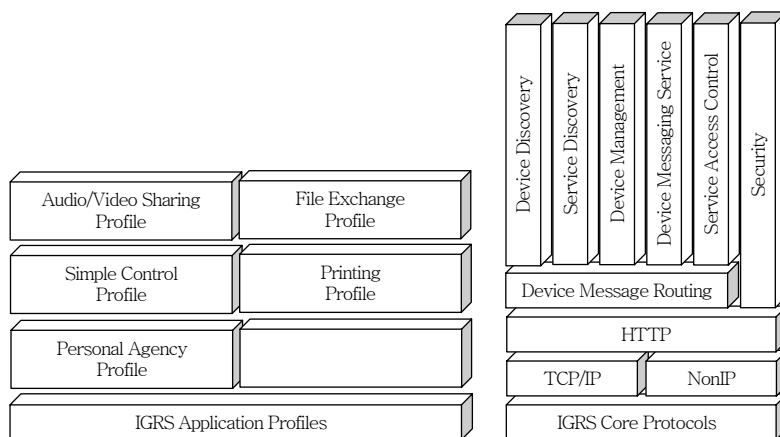 Audio/Video Sharing
Profile
File Exchange
Profile
Simple Control
Profile
Printing
Profile
Personal Agency
Profile
IGRS Application Profiles
Device Discovery
Service Discovery
Device Management
Device Messaging Service
Service Access Control
Security
Device Message Routing
HTTP
TCP/IP
NonIP
IGRS Core Protocols